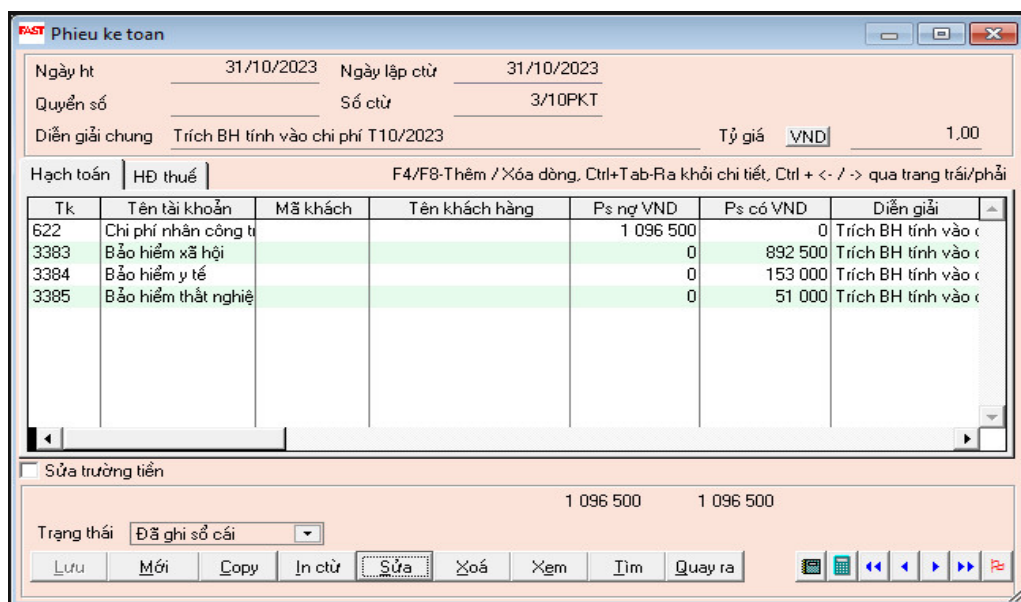 FAST Phieu ke toan
Ngày ht 31/10/2023 Ngày lập ctừ 31/10/2023
Quyển số Số ctừ 3/10PKT
Diễn giải chung Trích BH tính vào chi phí T10/2023 Tỷ giá VND 1,00
Hạch toán HĐ thuế F4/F8-Thêm / Xóa dòng, Ctrl+Tab-Ra khỏi chi tiết, Ctrl + <- / -> qua trang trái/phải
Tk Tên tài khoản Mã khách Tên khách hàng Ps nợ VND Ps có VND Diễn giải
622 Chi phí nhân công tr 1 096 500 0 Trích BH tính vào c
3383 Bảo hiểm xã hội 0 892 500 Trích BH tính vào c
3384 Bảo hiểm y tế 0 153 000 Trích BH tính vào c
3385 Bảo hiểm thất nghiệ 0 51 000 Trích BH tính vào c
Sửa trường tiền
1 096 500 1 096 500
Trạng thái Đã ghi sổ cái
Lưu Mới Copy In ctừ Sửa Xoá Xem Tìm Quay ra